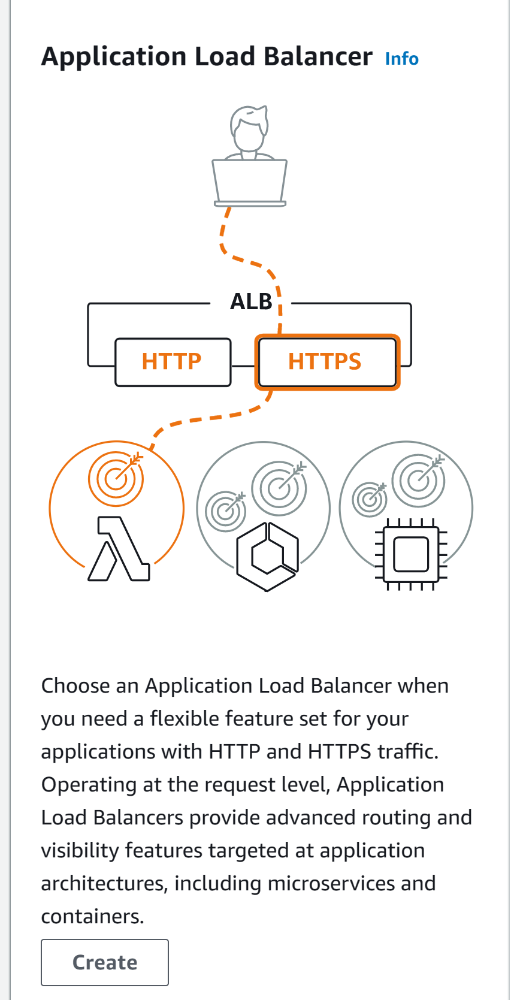 Application Load Balancer Info
ALB
HTTP HTTPS
Choose an Application Load Balancer when
you need a flexible feature set for your
applications with HTTP and HTTPS traffic.
Operating at the request level, Application
Load Balancers provide advanced routing and
visibility features targeted at application
architectures, including microservices and
containers.
Create